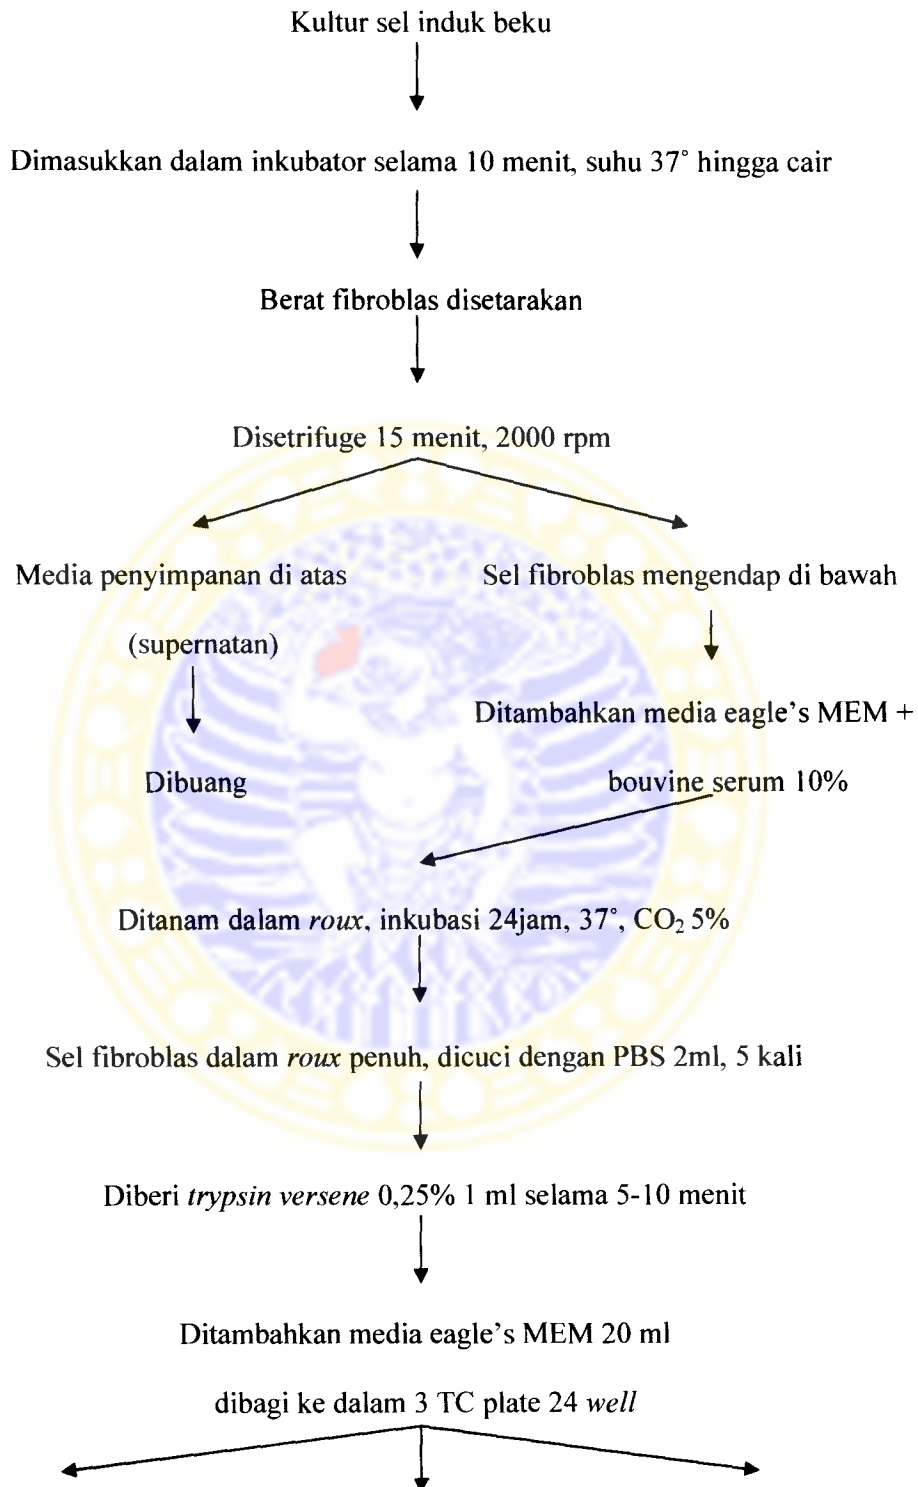 Kultur sel induk beku
Dimasukkan dalam inkubator selama 10 menit, suhu 37° hingga cair
Berat fibroblas disetarakan
Disetrifuge 15 menit, 2000 rpm
Media penyimpanan di atas
(supernatan)
Dibuang
Sel fibroblas mengendap di bawah
Ditambahkan media eagle's MEM +
bouvine serum 10%
Ditanam dalam roux, inkubasi 24jam, 37°, CO₂ 5%
Sel fibroblas dalam roux penuh, dicuci dengan PBS 2ml, 5 kali
Diberi trypsin versene 0,25% 1 ml selama 5-10 menit
Ditambahkan media eagle's MEM 20 ml
dibagi ke dalam 3 TC plate 24 well